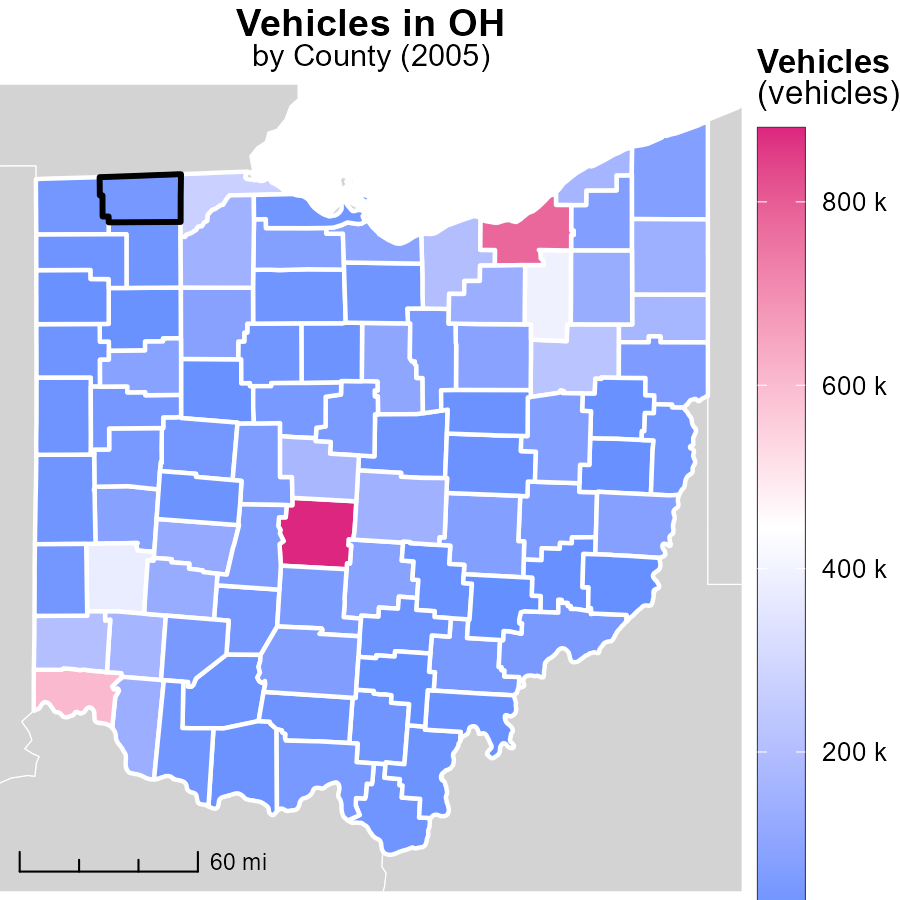 Vehicles in OH
by County (2005)
Vehicles
(vehicles)
800 k
600 k
400 k
200 k
60 mi